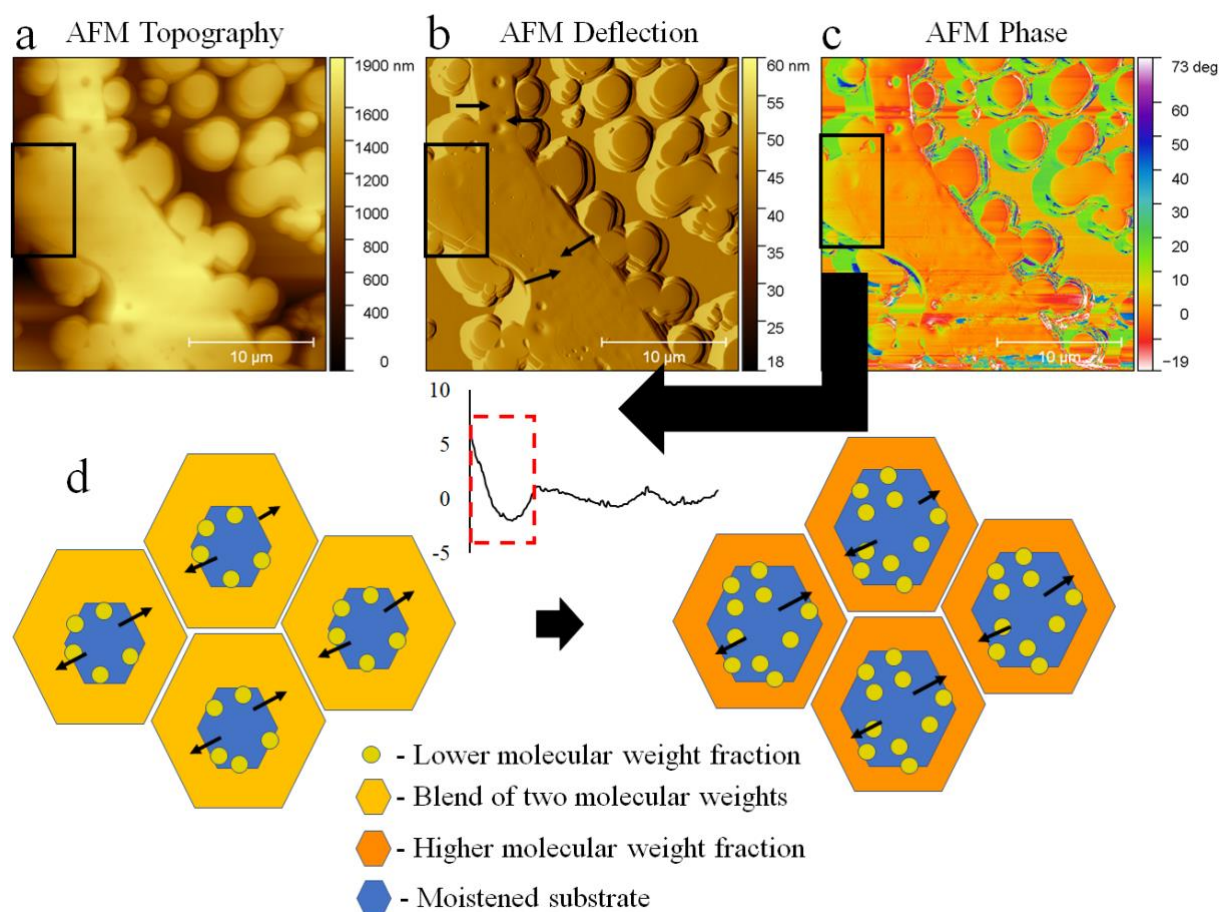 a AFM Topography
1900 nm
1600
1400
1200
1000
800
600
400
200
0
10 µm
b AFM Deflection
60 nm
55
50
45
40
35
30
25
18
10 µm
c AFM Phase
73 deg
60
50
40
30
20
10
0
−19
10 µm
10
5
0
-5
d
- Lower molecular weight fraction
- Blend of two molecular weights
- Higher molecular weight fraction
- Moistened substrate